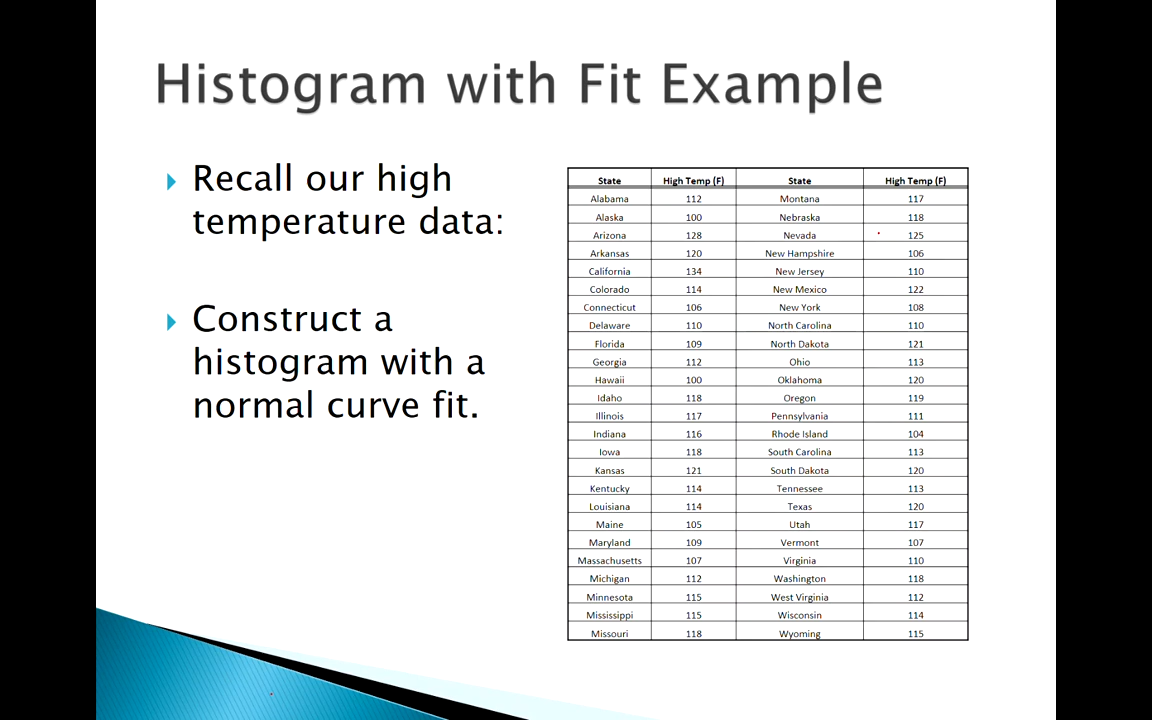 Histogram with Fit Example
Recall our high
temperature data:
Construct a
histogram with a
normal curve fit.
State High Temp (F) State High Temp (F)
Alabama 112 Montana 117
Alaska 100 Nebraska 118
Arizona 128 Nevada 125
Arkansas 120 New Hampshire 106
California 134 New Jersey 110
Colorado 114 New Mexico 122
Connecticut 106 New York 108
Delaware 110 North Carolina 110
Florida 109 North Dakota 121
Georgia 112 Ohio 113
Hawaii 100 Oklahoma 120
Idaho 118 Oregon 119
Illinois 117 Pennsylvania 111
Indiana 116 Rhode Island 104
Iowa 118 South Carolina 113
Kansas 121 South Dakota 120
Kentucky 114 Tennessee 113
Louisiana 114 Texas 120
Maine 105 Utah 117
Maryland 109 Vermont 107
Massachusetts 107 Virginia 110
Michigan 112 Washington 118
Minnesota 115 West Virginia 112
Mississippi 115 Wisconsin 114
Missouri 118 Wyoming 115